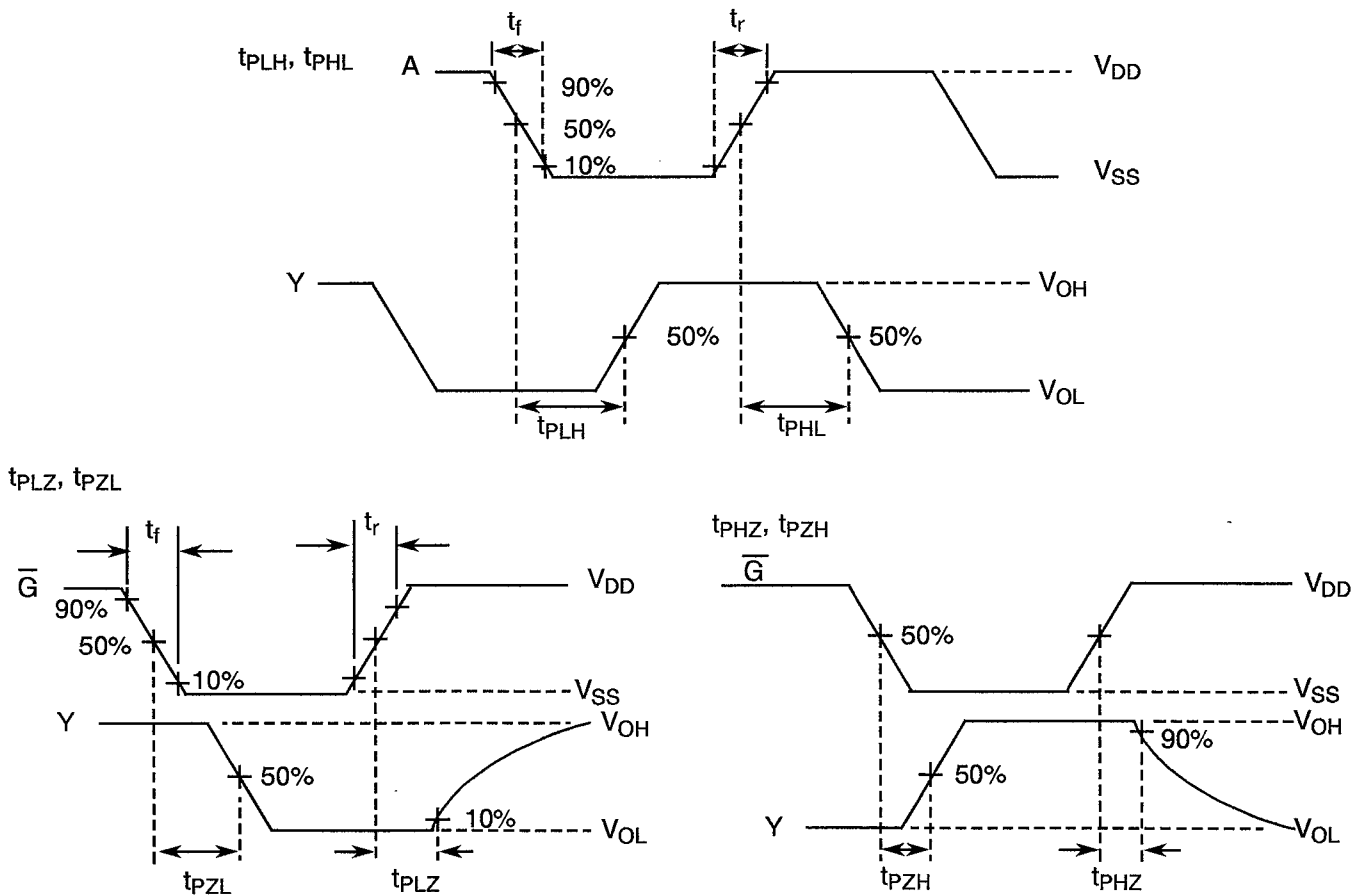 tf
tr
tPLH, tPHL
A
VDD
90%
50%
10%
VSS
Y
VOH
50%
50%
VOL
tPLH
tPHL
tPLZ, tPZL
tf
tr
G̅
VDD
90%
50%
10%
VSS
Y
VOH
50%
10%
VOL
tPZL
tPLZ
tPHZ, tPZH
G̅
VDD
50%
VSS
VOH
90%
50%
Y
VOL
tPZH
tPHZ